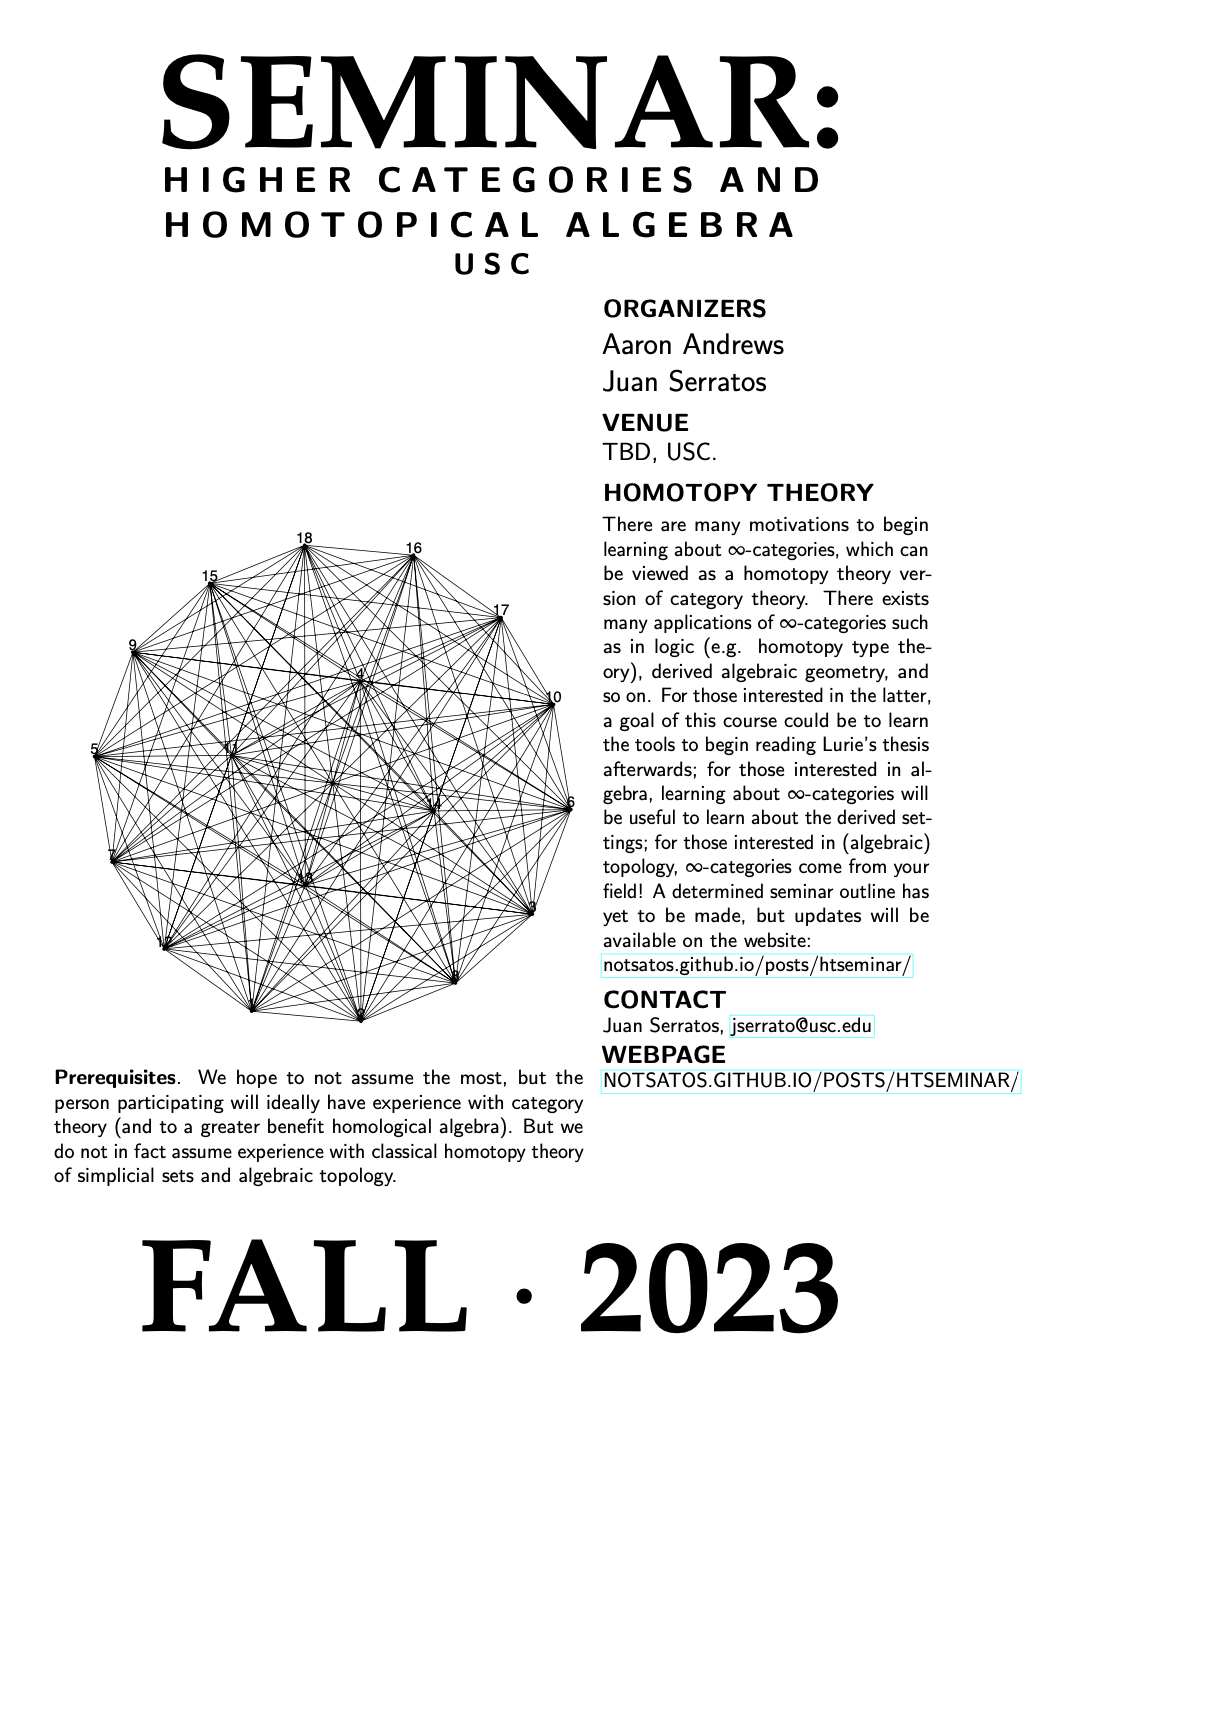 SEMINAR:
HIGHER CATEGORIES AND
HOMOTOPICAL ALGEBRA
USC
ORGANIZERS
Aaron Andrews
Juan Serratos
VENUE
TBD, USC.
HOMOTOPY THEORY
There are many motivations to begin
learning about ∞-categories, which can
be viewed as a homotopy theory ver-
sion of category theory. There exists
many applications of ∞-categories such
as in logic (e.g. homotopy type the-
ory), derived algebraic geometry, and
so on. For those interested in the latter,
a goal of this course could be to learn
the tools to begin reading Lurie's thesis
afterwards; for those interested in al-
gebra, learning about ∞-categories will
be useful to learn about the derived set-
tings; for those interested in (algebraic)
topology, ∞-categories come from your
field! A determined seminar outline has
yet to be made, but updates will be
available on the website:
notsatos.github.io/posts/htseminar/
CONTACT
Juan Serratos, jserrato@usc.edu
WEBPAGE
NOTSATOS.GITHUB.IO/POSTS/HTSEMINAR/
18
16
15
17
9
4
10
5
11
14
6
7
Prerequisites. We hope to not assume the most, but the
person participating will ideally have experience with category
theory (and to a greater benefit homological algebra). But we
do not in fact assume experience with classical homotopy theory
of simplicial sets and algebraic topology.
FALL · 2023